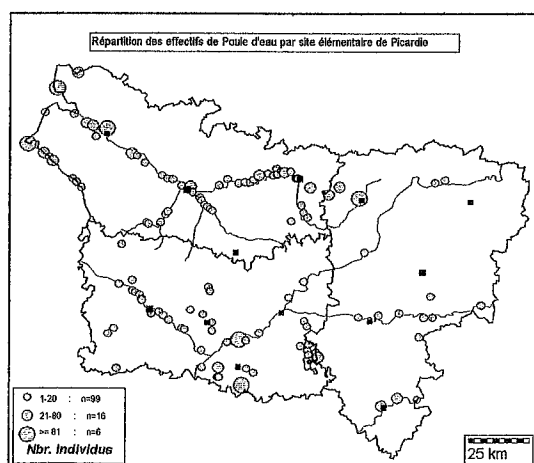 Répartition des effectifs de Poule d'eau par site élémentaire de Picardie
1-20 : n=99
21-80 : n=16
>= 81 : n=6
Nbr. Individus
25 km